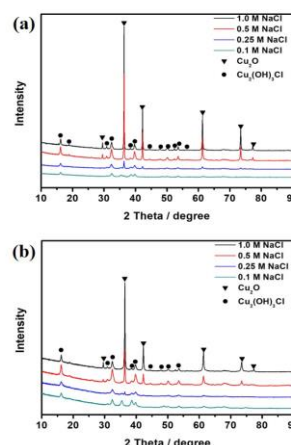 (a)
1.0 M NaCl
0.5 M NaCl
0.25 M NaCl
0.1 M NaCl
Cu₂O
Cu₂(OH)₃Cl
Intensity
10 20 30 40 50 60 70 80 90
2 Theta / degree
(b)
1.0 M NaCl
0.5 M NaCl
0.25 M NaCl
0.1 M NaCl
Cu₂O
Cu₂(OH)₃Cl
Intensity
10 20 30 40 50 60 70 80 90
2 Theta / degree